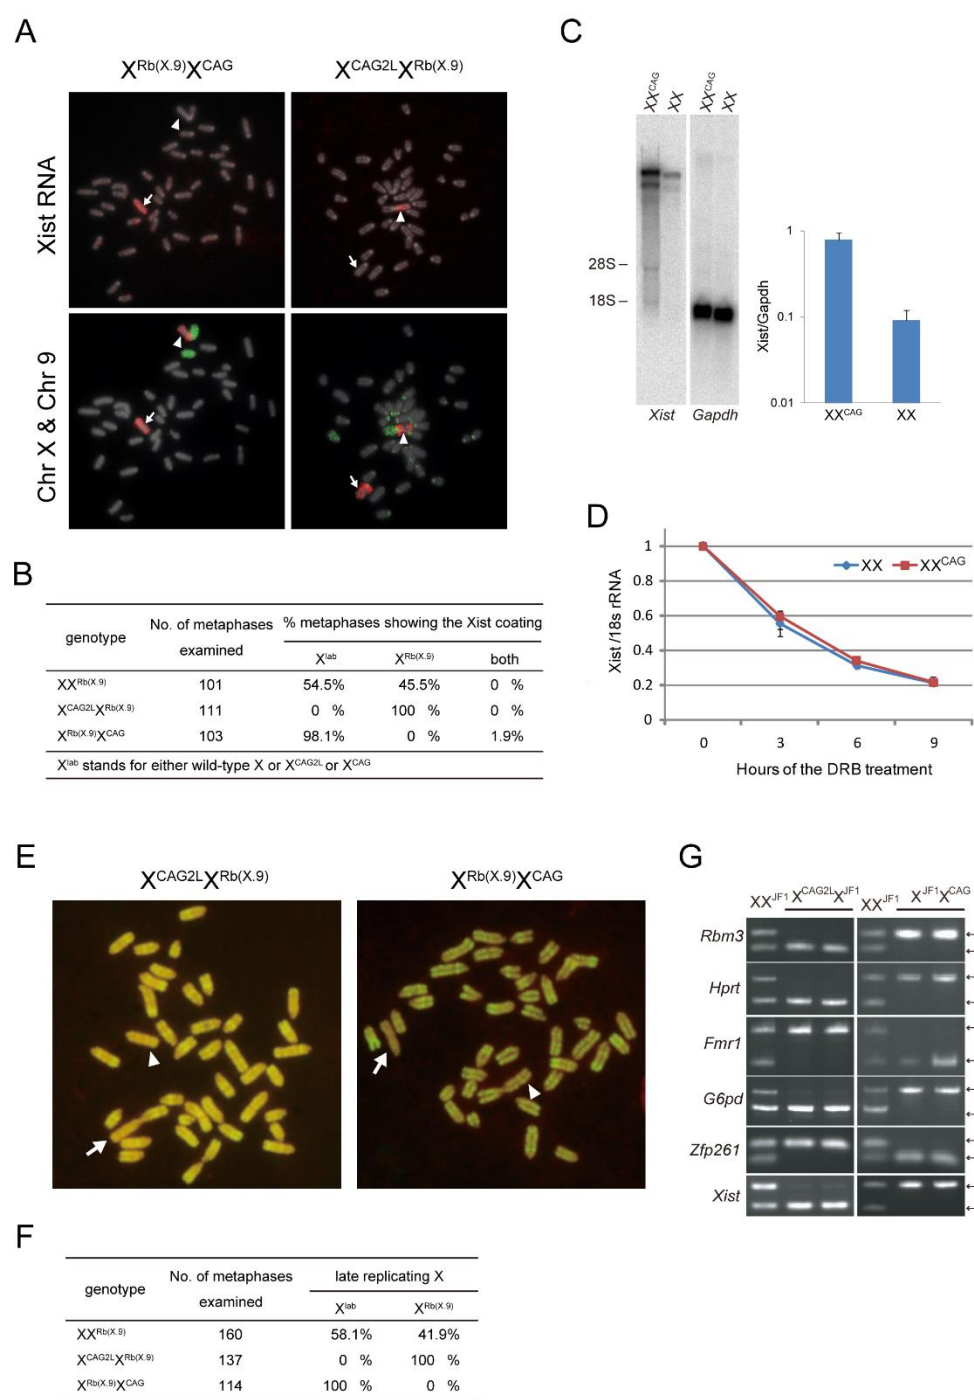 A
X^Rb(X.9)X^CAG
X^CAG2LX^Rb(X.9)
Xist RNA
Chr X & Chr 9
B
genotype No. of metaphases examined % metaphases showing the Xist coating
X^lab X^Rb(X.9) both
XX^Rb(X.9) 101 54.5% 45.5% 0 %
X^CAG2LX^Rb(X.9) 111 0 % 100 % 0 %
X^Rb(X.9)X^CAG 103 98.1% 0 % 1.9%
X^lab stands for either wild-type X or X^CAG2L or X^CAG
C
XX^CAG XX XX^CAG XX
28S
18S
Xist Gapdh
Xist/Gapdh
1
0.1
0.01
XX^CAG XX
D
Xist /18s rRNA
1
0.8
0.6
0.4
0.2
0
XX XX^CAG
0 3 6 9
Hours of the DRB treatment
E
X^CAG2LX^Rb(X.9)
X^Rb(X.9)X^CAG
F
genotype No. of metaphases examined late replicating X
X^lab X^Rb(X.9)
XX^Rb(X.9) 160 58.1% 41.9%
X^CAG2LX^Rb(X.9) 137 0 % 100 %
X^Rb(X.9)X^CAG 114 100 % 0 %
G
XX^JF1 X^CAG2LX^JF1 XX^JF1 X^JF1X^CAG
Rbm3
Hprt
Fmr1
G6pd
Zfp261
Xist